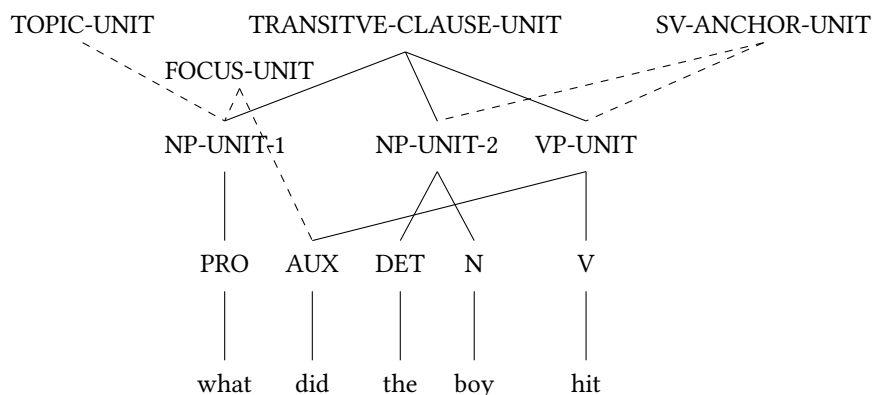 TOPIC-UNIT TRANSITVE-CLAUSE-UNIT SV-ANCHOR-UNIT
FOCUS-UNIT
NP-UNIT-1 NP-UNIT-2 VP-UNIT
PRO AUX DET N V
what did the boy hit